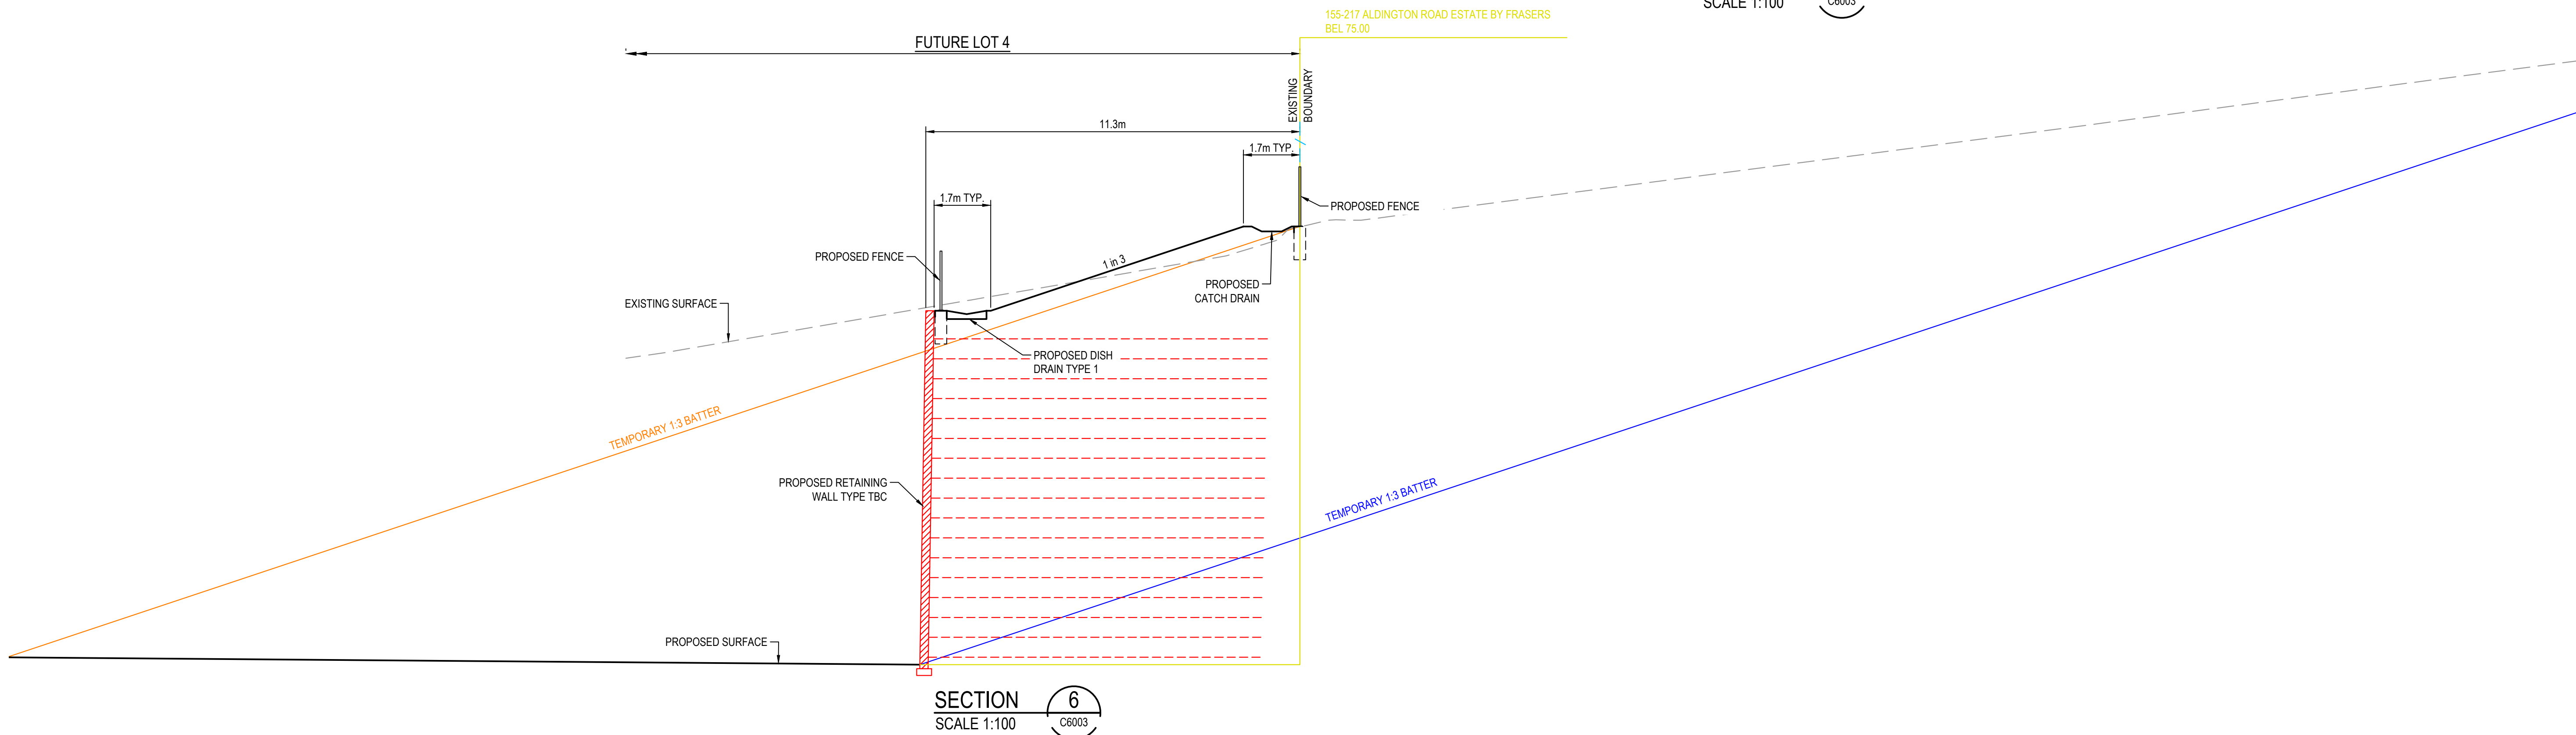 SCALE 1:100
C6003
155-217 ALDINGTON ROAD ESTATE BY FRASERS
BEL 75.00
FUTURE LOT 4
EXISTING
BOUNDARY
11.3m
1.7m TYP.
1.7m TYP.
PROPOSED FENCE
PROPOSED FENCE
1 in 3
PROPOSED
CATCH DRAIN
EXISTING SURFACE
PROPOSED DISH
DRAIN TYPE 1
TEMPORARY 1:3 BATTER
PROPOSED RETAINING
WALL TYPE TBC
TEMPORARY 1:3 BATTER
PROPOSED SURFACE
SECTION
6
SCALE 1:100
C6003